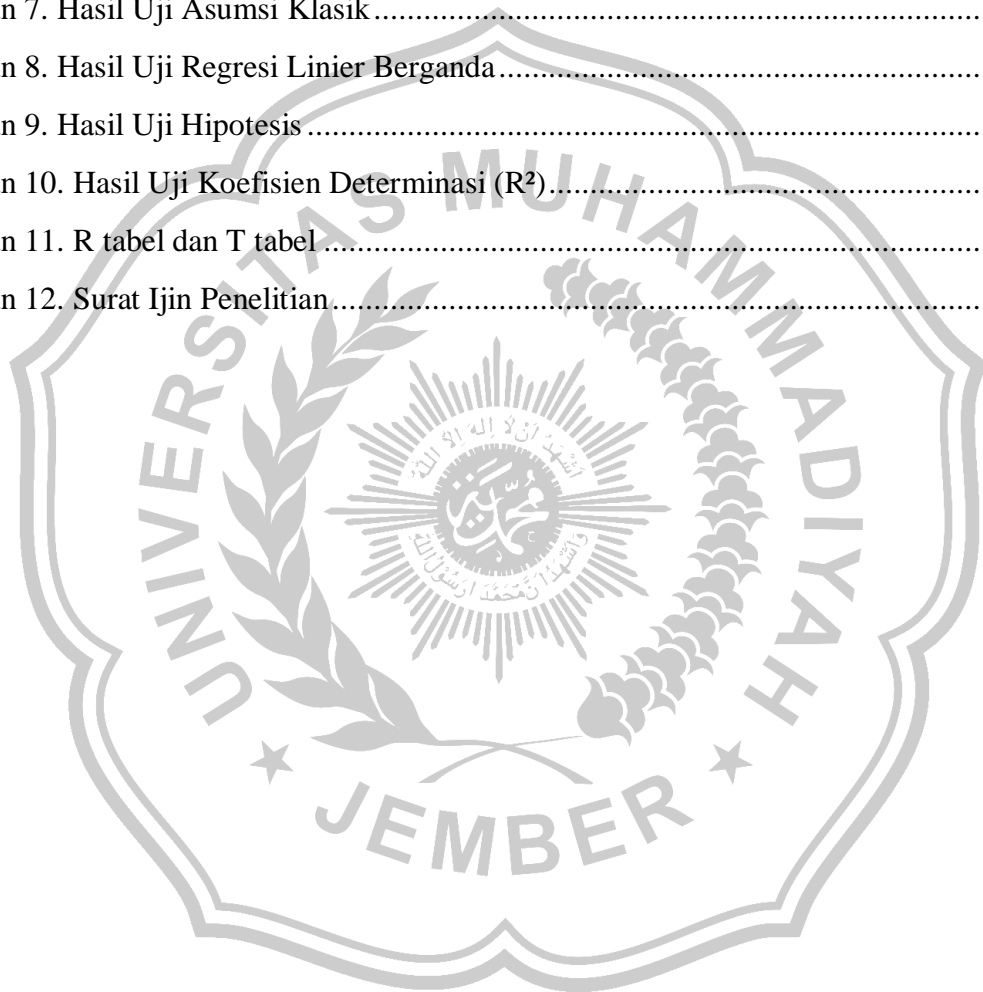 n 7. Hasil Uji Asumsi Klasik........................................................................
n 8. Hasil Uji Regresi Linier Berganda........................................................
n 9. Hasil Uji Hipotesis................................................................................
n 10. Hasil Uji Koefisien Determinasi (R²)..................................................
n 11. R tabel dan T tabel..............................................................................
n 12. Surat Ijin Penelitian.............................................................................
UNIVERSITAS MUHAMMADIYAH
محمد
JEMBER